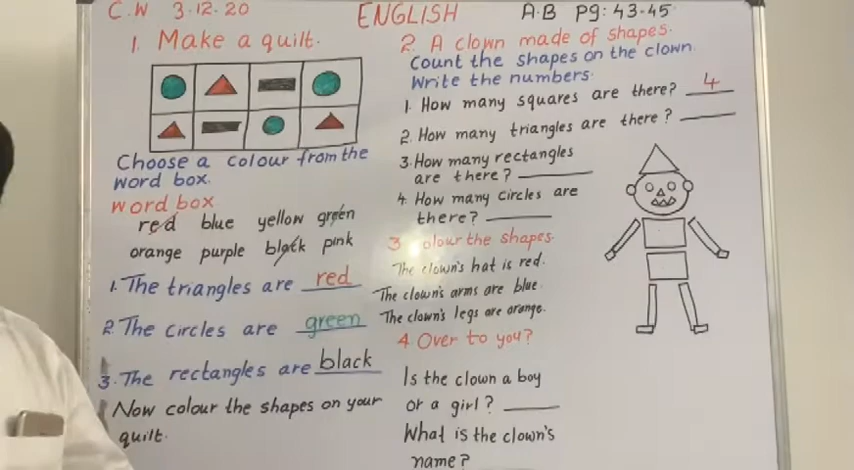 C.W 3.12.20 ENGLISH A.B Pg: 43-45
1. Make a quilt.
Choose a colour from the
word box.
word box
red blue yellow green
orange purple black pink
1. The triangles are red
2. The circles are green
3. The rectangles are black
Now colour the shapes on your
quilt.
2. A clown made of shapes.
Count the shapes on the clown.
Write the numbers.
1. How many squares are there? 4
2. How many triangles are there?
3. How many rectangles
are there?
4. How many circles are
there?
3 olour the shapes.
The clown's hat is red.
The clown's arms are blue.
The clown's legs are orange.
4. Over to you?
Is the clown a boy
or a girl?
What is the clown's
name?